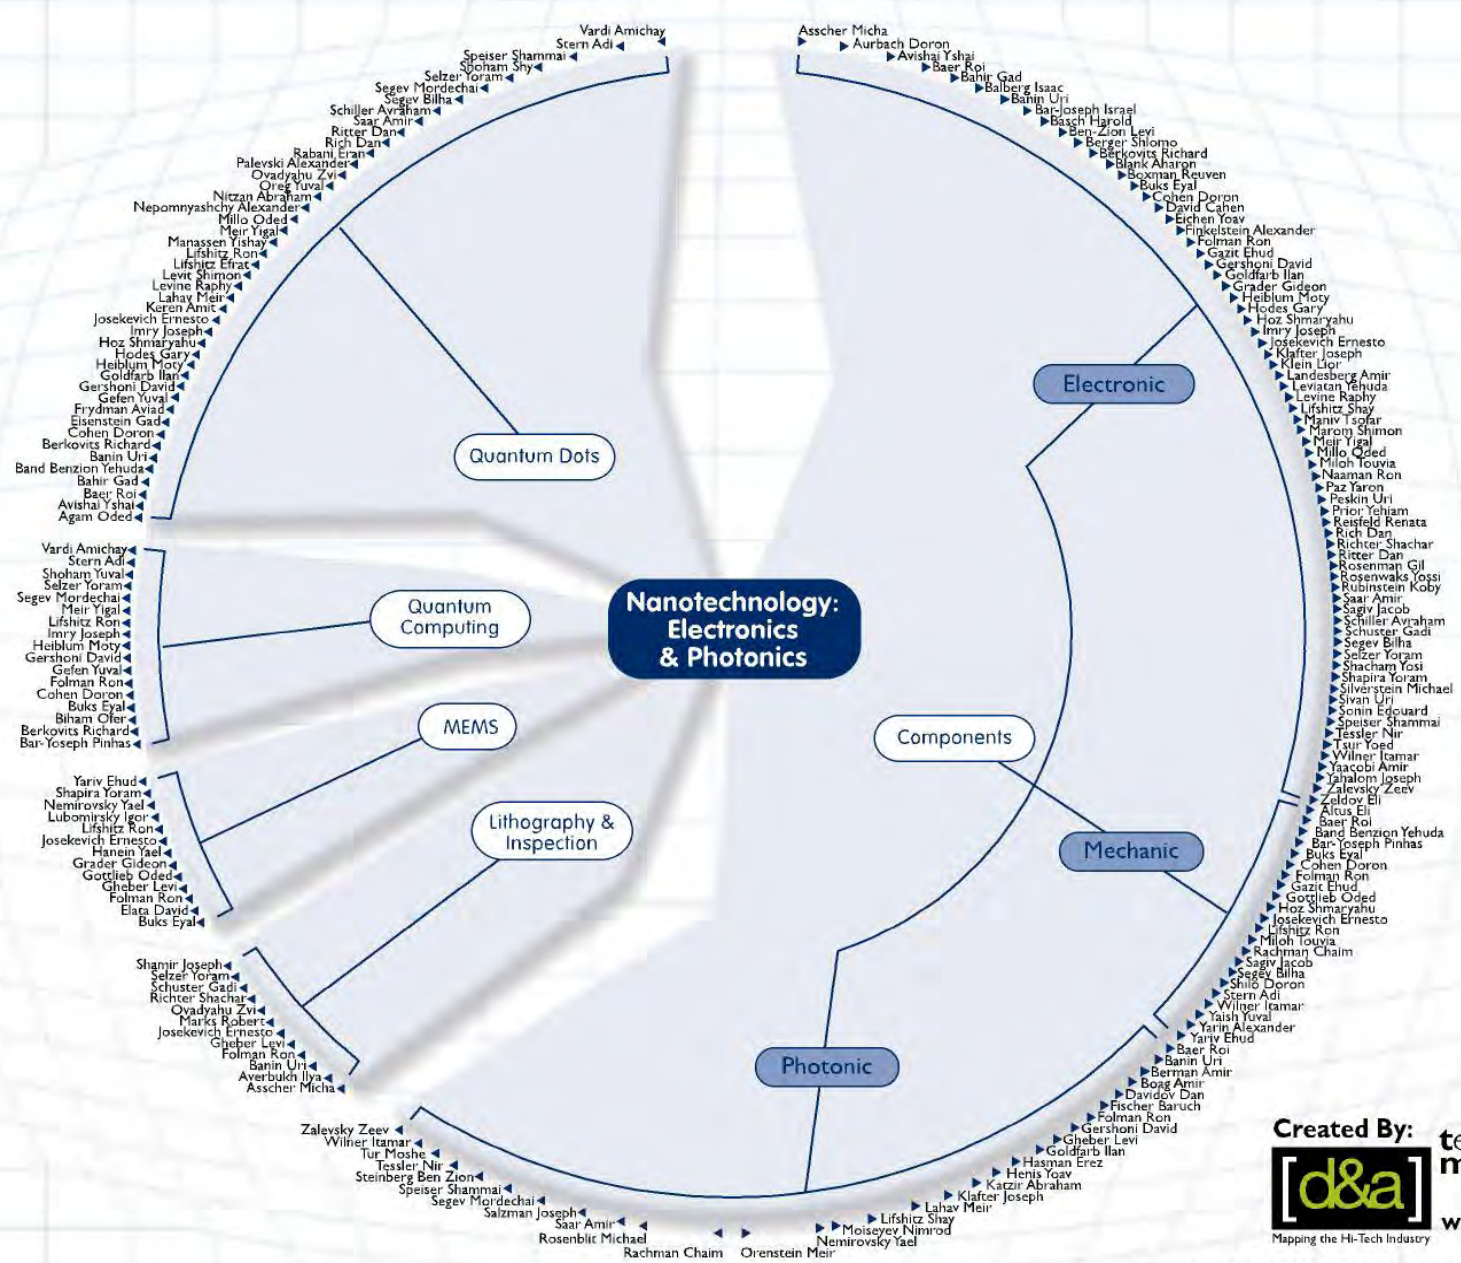 Vardi Amichay
Stern Adi
Speiser Shammai
Shoham Shy
Selzer Yoram
Segev Mordechai
Segev Bilha
Schiller Avraham
Saar Amir
Ritter Dan
Rich Dan
Rabani Eran
Palevski Alexander
Ovadyahu Zvi
Oreg Yuval
Nitzan Abraham
Nepomnyashchy Alexander
Millo Oded
Meir Yigal
Manassen Yishay
Lifshitz Ron
Lifshitz Efrat
Levit Shimon
Levine Raphy
Lahav Meir
Keren Amit
Josekevich Ernesto
Imry Joseph
Hoz Shmaryahu
Hodes Gary
Heiblum Moty
Goldfarb Ilan
Gershoni David
Gefen Yuval
Frydman Aviad
Eisenstein Gad
Cohen Doron
Berkovits Richard
Banin Uri
Band Benzion Yehuda
Bahir Gad
Baer Roi
Avishai Yshai
Agam Oded
Quantum Dots
Vardi Amichay
Stern Adi
Shoham Yuval
Selzer Yoram
Segev Mordechai
Meir Yigal
Lifshitz Ron
Imry Joseph
Heiblum Moty
Gershoni David
Gefen Yuval
Folman Ron
Cohen Doron
Buks Eyal
Biham Ofer
Berkovits Richard
Bar-Yoseph Pinhas
Quantum
Computing
Yariv Ehud
Shapira Yoram
Nemirovsky Yael
Lubomirsky Igor
Lifshitz Ron
Josekevich Ernesto
Hanein Yael
Grader Gideon
Gottlieb Oded
Gheber Levi
Folman Ron
Elata David
Buks Eyal
MEMS
Shamir Joseph
Selzer Yoram
Schuster Gadi
Richter Shachar
Ovadyahu Zvi
Marks Robert
Josekevich Ernesto
Gheber Levi
Folman Ron
Banin Uri
Averbukh Ilya
Asscher Micha
Lithography &
Inspection
Nanotechnology:
Electronics
& Photonics
Components
Electronic
Asscher Micha
Aurbach Doron
Avishai Yshai
Baer Roi
Bahir Gad
Balberg Isaac
Banin Uri
Bar-Joseph Israel
Basch Harold
Ben-Zion Levi
Berger Shlomo
Berkovits Richard
Blank Aharon
Boxman Reuven
Buks Eyal
Cohen Doron
David Cahen
Eichen Yoav
Finkelstein Alexander
Folman Ron
Gazit Ehud
Gershoni David
Goldfarb Ilan
Grader Gideon
Heiblum Moty
Hodes Gary
Hoz Shmaryahu
Imry Joseph
Josekevich Ernesto
Klafter Joseph
Klein Lior
Landesberg Amir
Leviatan Yehuda
Levine Raphy
Lifshitz Shay
Maniv Tsofar
Marom Shimon
Meir Yigal
Millo Oded
Miloh Touvia
Naaman Ron
Paz Yaron
Peskin Uri
Prior Yehiam
Reisfeld Renata
Rich Dan
Richter Shachar
Ritter Dan
Rosenman Gil
Rosenwaks Yossi
Rubinstein Koby
Saar Amir
Sagiv Jacob
Schiller Avraham
Schuster Gadi
Segev Bilha
Selzer Yoram
Shacham Yosi
Shapira Yoram
Silverstein Michael
Sivan Uri
Sonin Edouard
Speiser Shammai
Tessler Nir
Tsur Yoed
Wilner Itamar
Yaacobi Amir
Yahalom Joseph
Zalevsky Zeev
Zeldov Eli
Mechanic
Altus Eli
Baer Roi
Band Benzion Yehuda
Bar-Yoseph Pinhas
Buks Eyal
Cohen Doron
Folman Ron
Gazit Ehud
Gottlieb Oded
Hoz Shmaryahu
Josekevich Ernesto
Lifshitz Ron
Miloh Touvia
Rachman Chaim
Sagiv Jacob
Segev Bilha
Shilo Doron
Stern Adi
Wilner Itamar
Yaish Yuval
Yarin Alexander
Yariv Ehud
Photonic
Baer Roi
Banin Uri
Berman Amir
Boag Amir
Davidov Dan
Fischer Baruch
Folman Ron
Gershoni David
Gheber Levi
Goldfarb Ilan
Hasman Erez
Henis Yoav
Katzir Abraham
Klafter Joseph
Lahav Meir
Lifshitz Shay
Moiseyev Nimrod
Nemirovsky Yael
Orenstein Meir
Rachman Chaim
Rosenblit Michael
Saar Amir
Salzman Joseph
Segev Mordechai
Speiser Shammai
Steinberg Ben Zion
Tessler Nir
Tur Moshe
Wilner Itamar
Zalevsky Zeev
Created By:
[d&a]
Mapping the Hi-Tech Industry